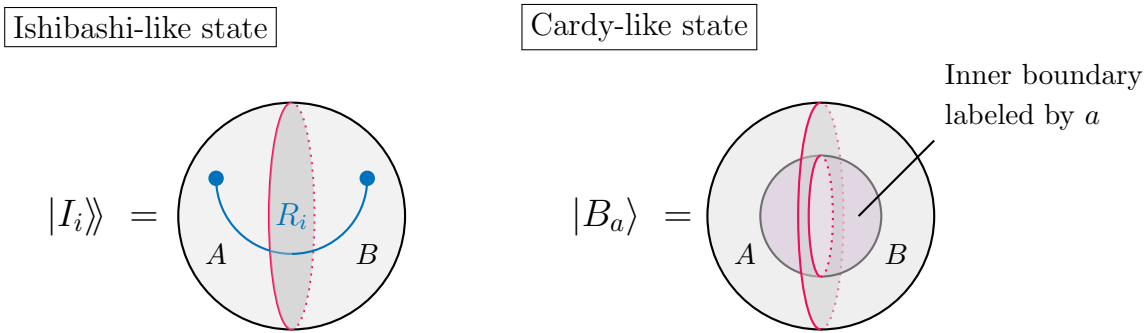 Ishibashi-like state
Cardy-like state
Inner boundary
labeled by a
|I_i⟩⟩ =
R_i
A
B
|B_a⟩ =
A
B